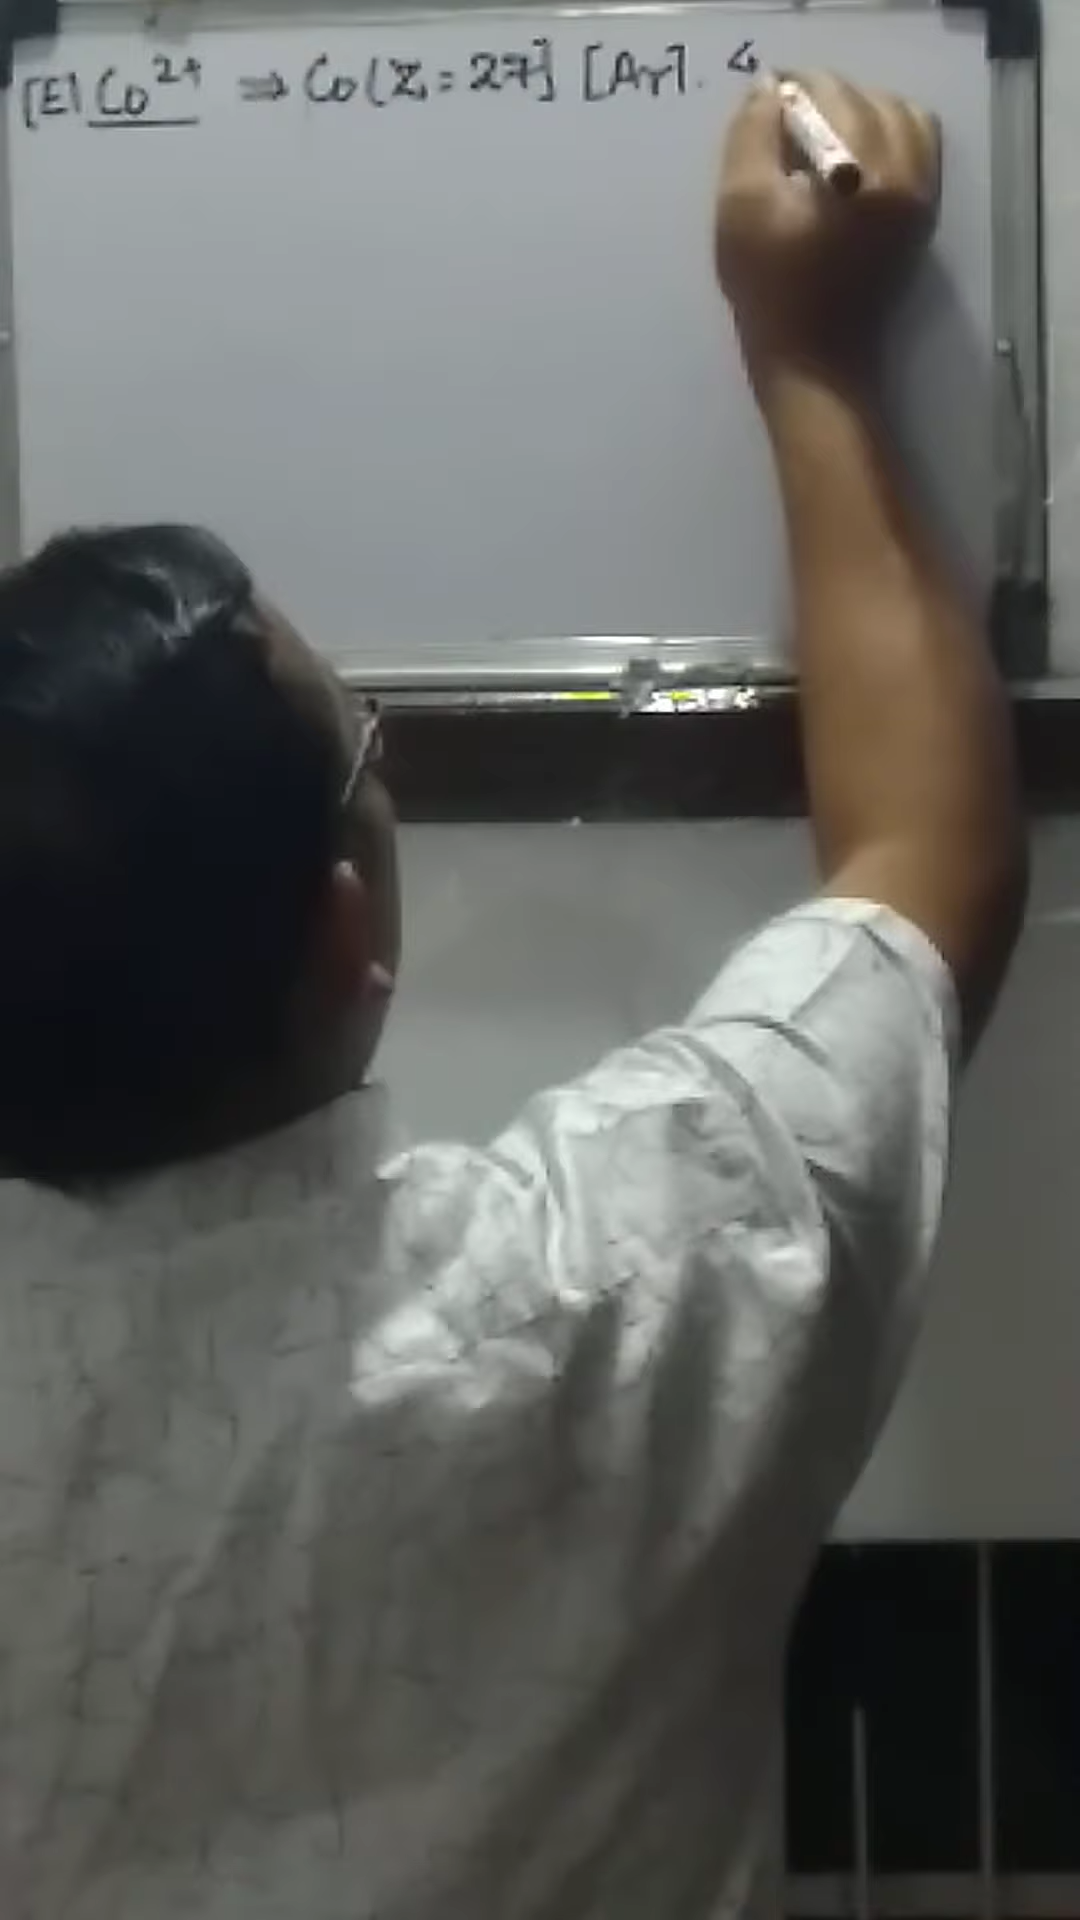 [E] Co²⁺ ⇒ Co (Z = 27] [Ar]. 4